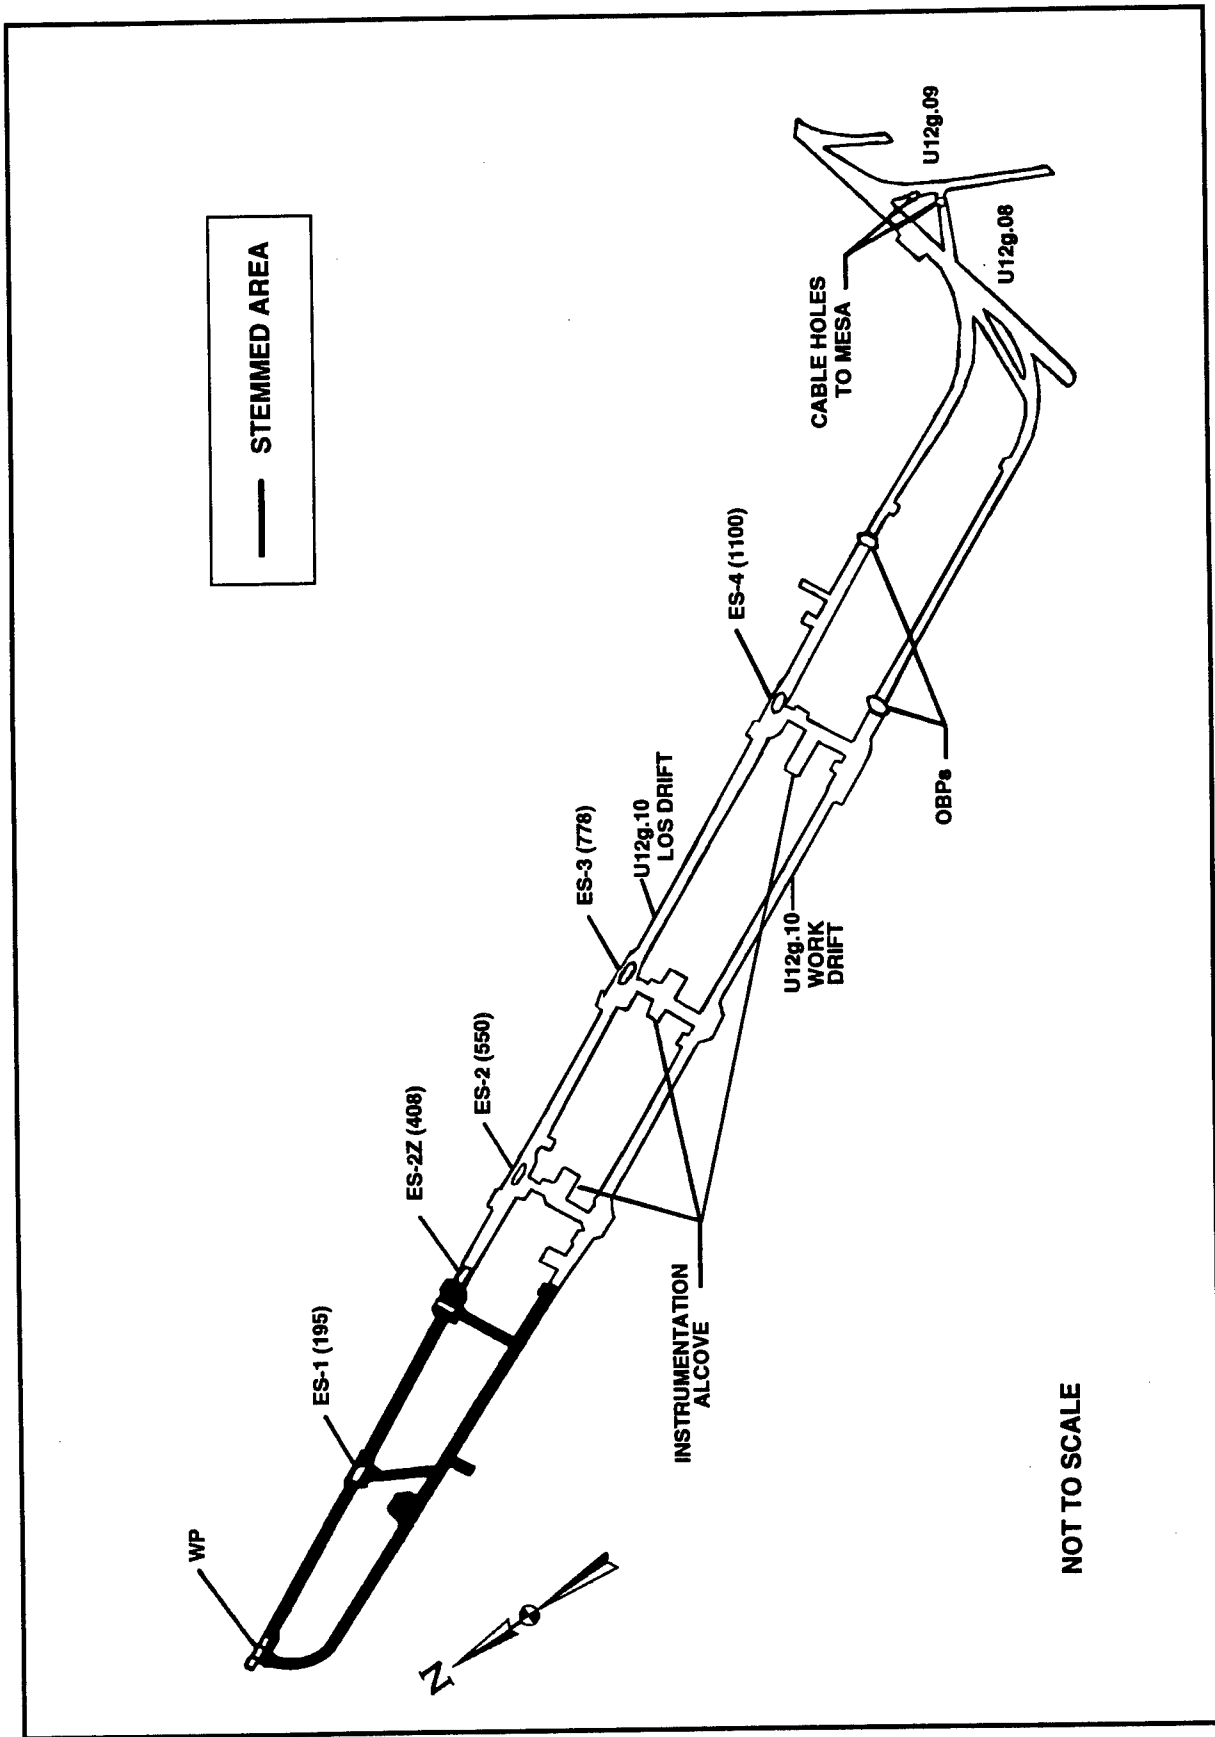 STEMMED AREA
WP
ES-1 (195)
ES-2Z (408)
ES-2 (550)
ES-3 (778)
U12g.10
LOS DRIFT
ES-4 (1100)
CABLE HOLES
TO MESA
U12g.09
U12g.08
INSTRUMENTATION
ALCOVE
U12g.10
WORK
DRIFT
OBPs
N
NOT TO SCALE